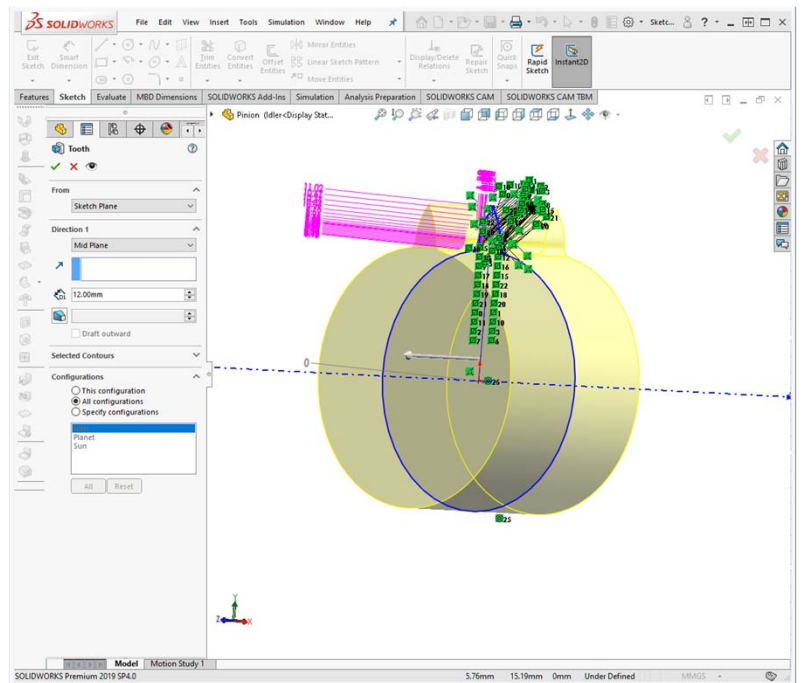 SOLIDWORKS File Edit View Insert Tools Simulation Window Help Sketc... ?
Exit Sketch
Smart Dimension
Trim Entities
Convert Entities
Offset Entities
Mirror Entities
Linear Sketch Pattern
Move Entities
Display/Delete Relations
Repair Sketch
Quick Snaps
Rapid Sketch
Instant2D
Features Sketch Evaluate MBD Dimensions SOLIDWORKS Add-Ins Simulation Analysis Preparation SOLIDWORKS CAM SOLIDWORKS CAM TBM
Pinion (Idler<Display Stat...
Tooth
From
Sketch Plane
Direction 1
Mid Plane
D1
12.00mm
Draft outward
Selected Contours
Configurations
This configuration
All configurations
Specify configurations
Planet
Sun
All Reset
0
26
25
Y
Z X
Model Motion Study 1
SOLIDWORKS Premium 2019 SP4.0 5.76mm 15.19mm 0mm Under Defined MMGS